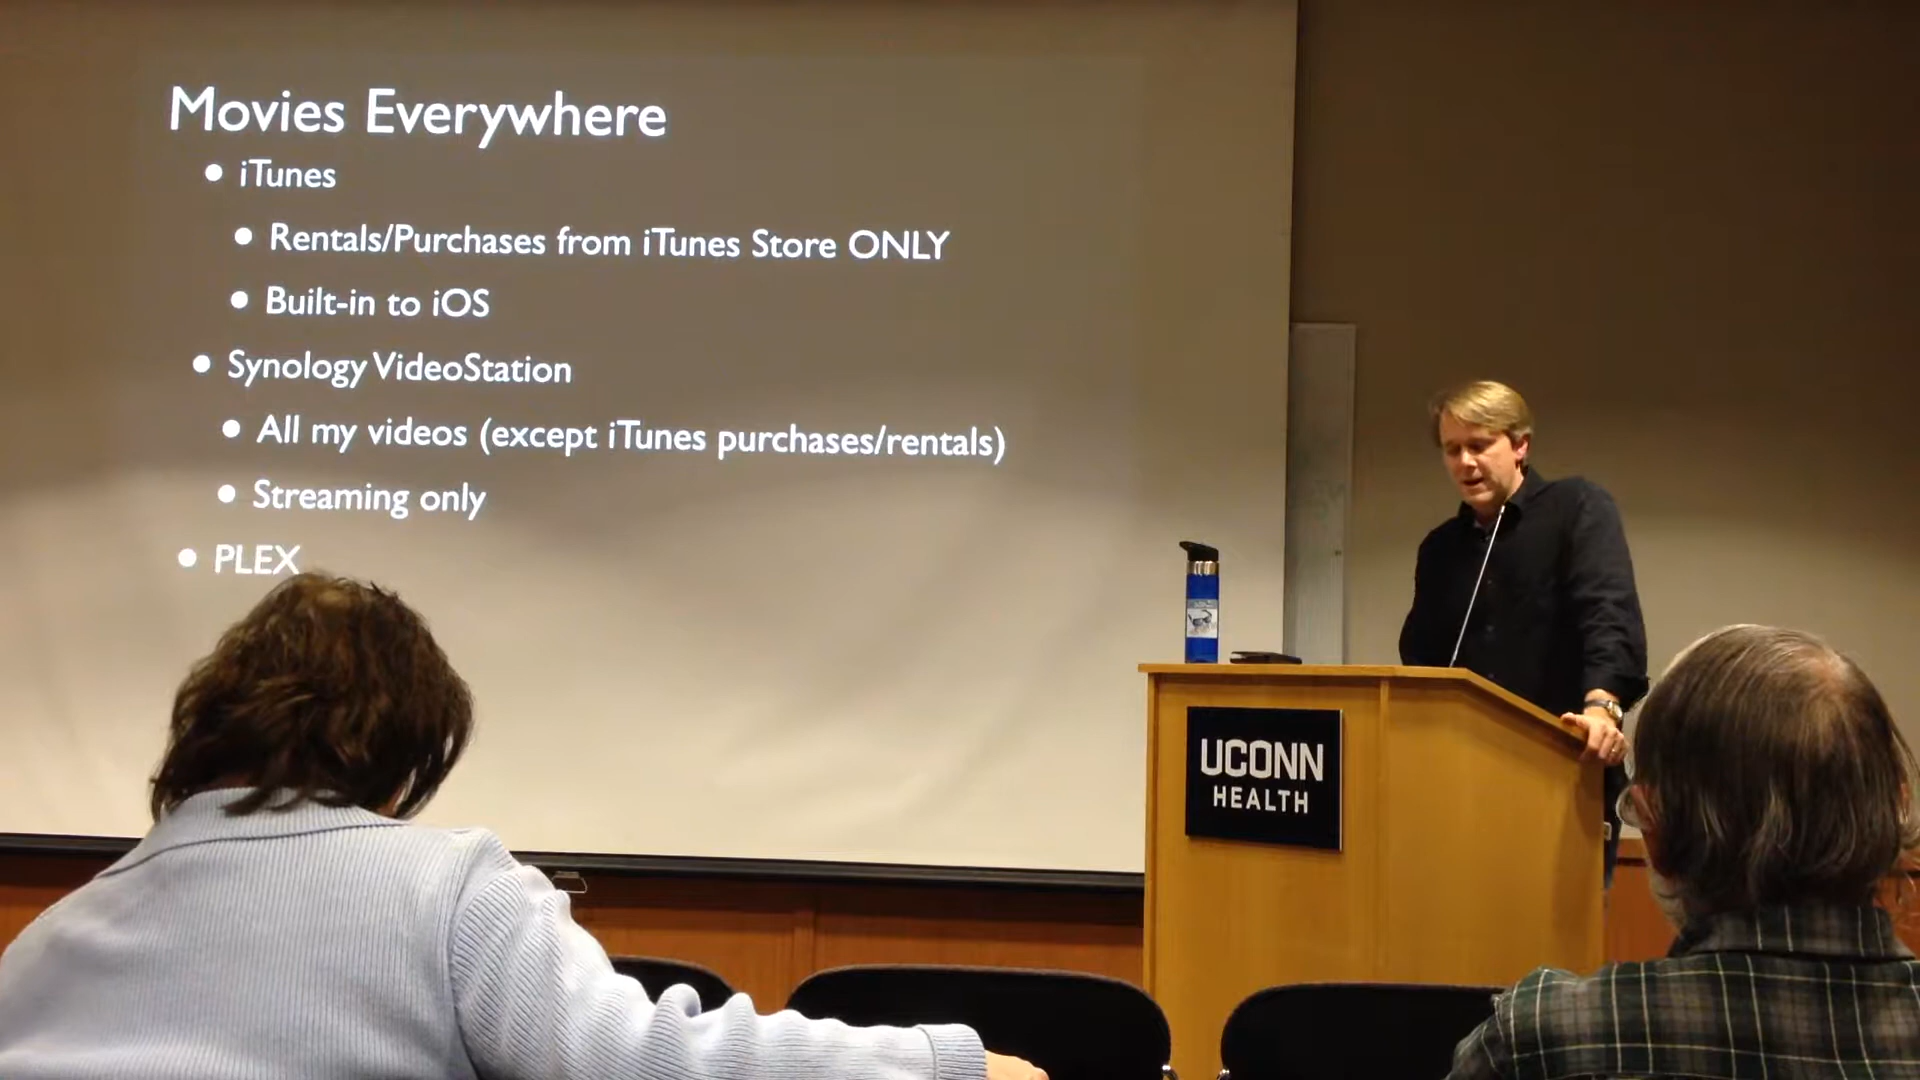 Movies Everywhere
• iTunes
• Rentals/Purchases from iTunes Store ONLY
• Built-in to iOS
• Synology VideoStation
• All my videos (except iTunes purchases/rentals)
• Streaming only
• PLEX
UCONN
HEALTH